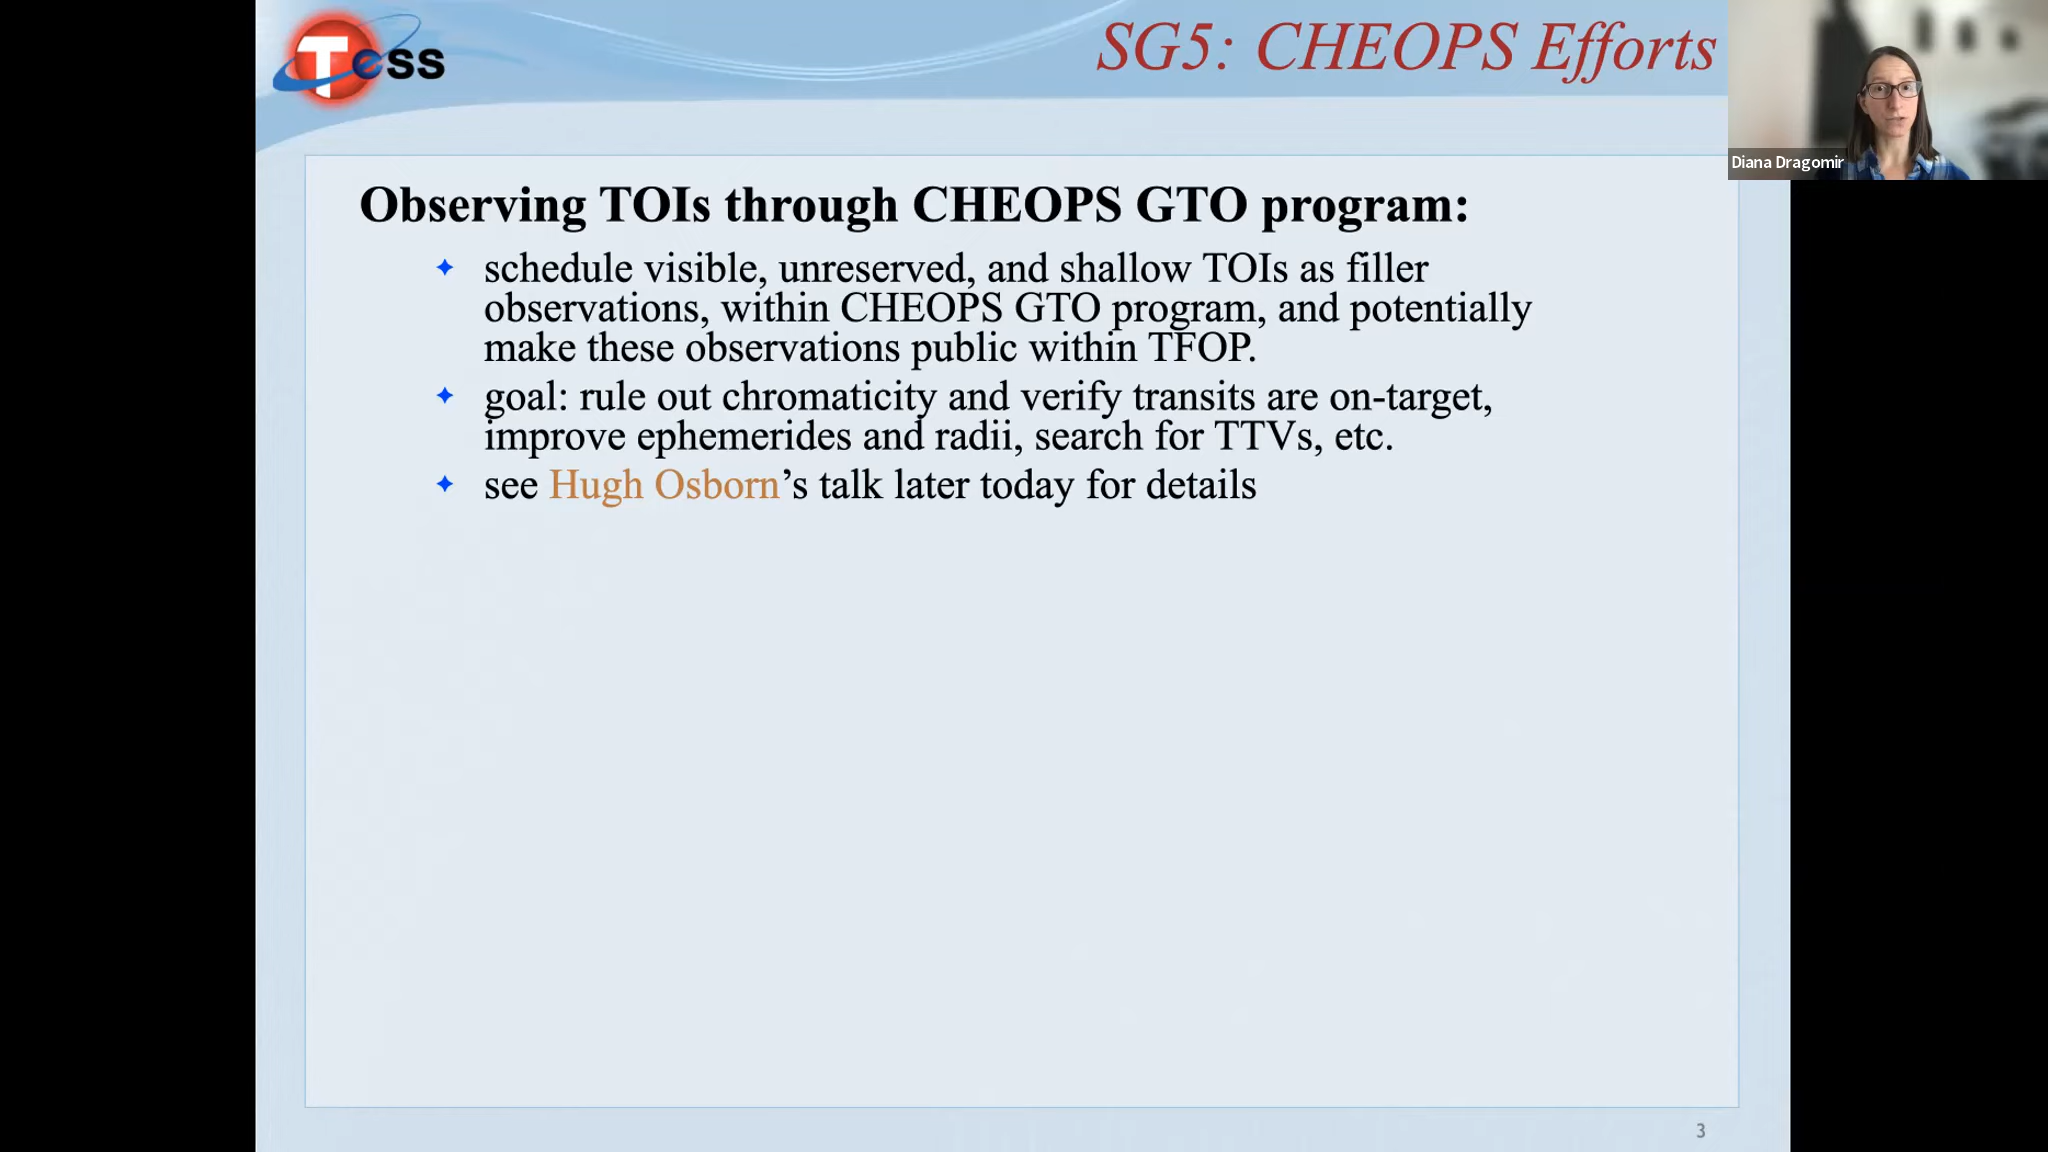 Tess
SG5: CHEOPS Efforts
Diana Dragomir
Observing TOIs through CHEOPS GTO program:
schedule visible, unreserved, and shallow TOIs as filler
observations, within CHEOPS GTO program, and potentially
make these observations public within TFOP.
goal: rule out chromaticity and verify transits are on-target,
improve ephemerides and radii, search for TTVs, etc.
see Hugh Osborn’s talk later today for details
3